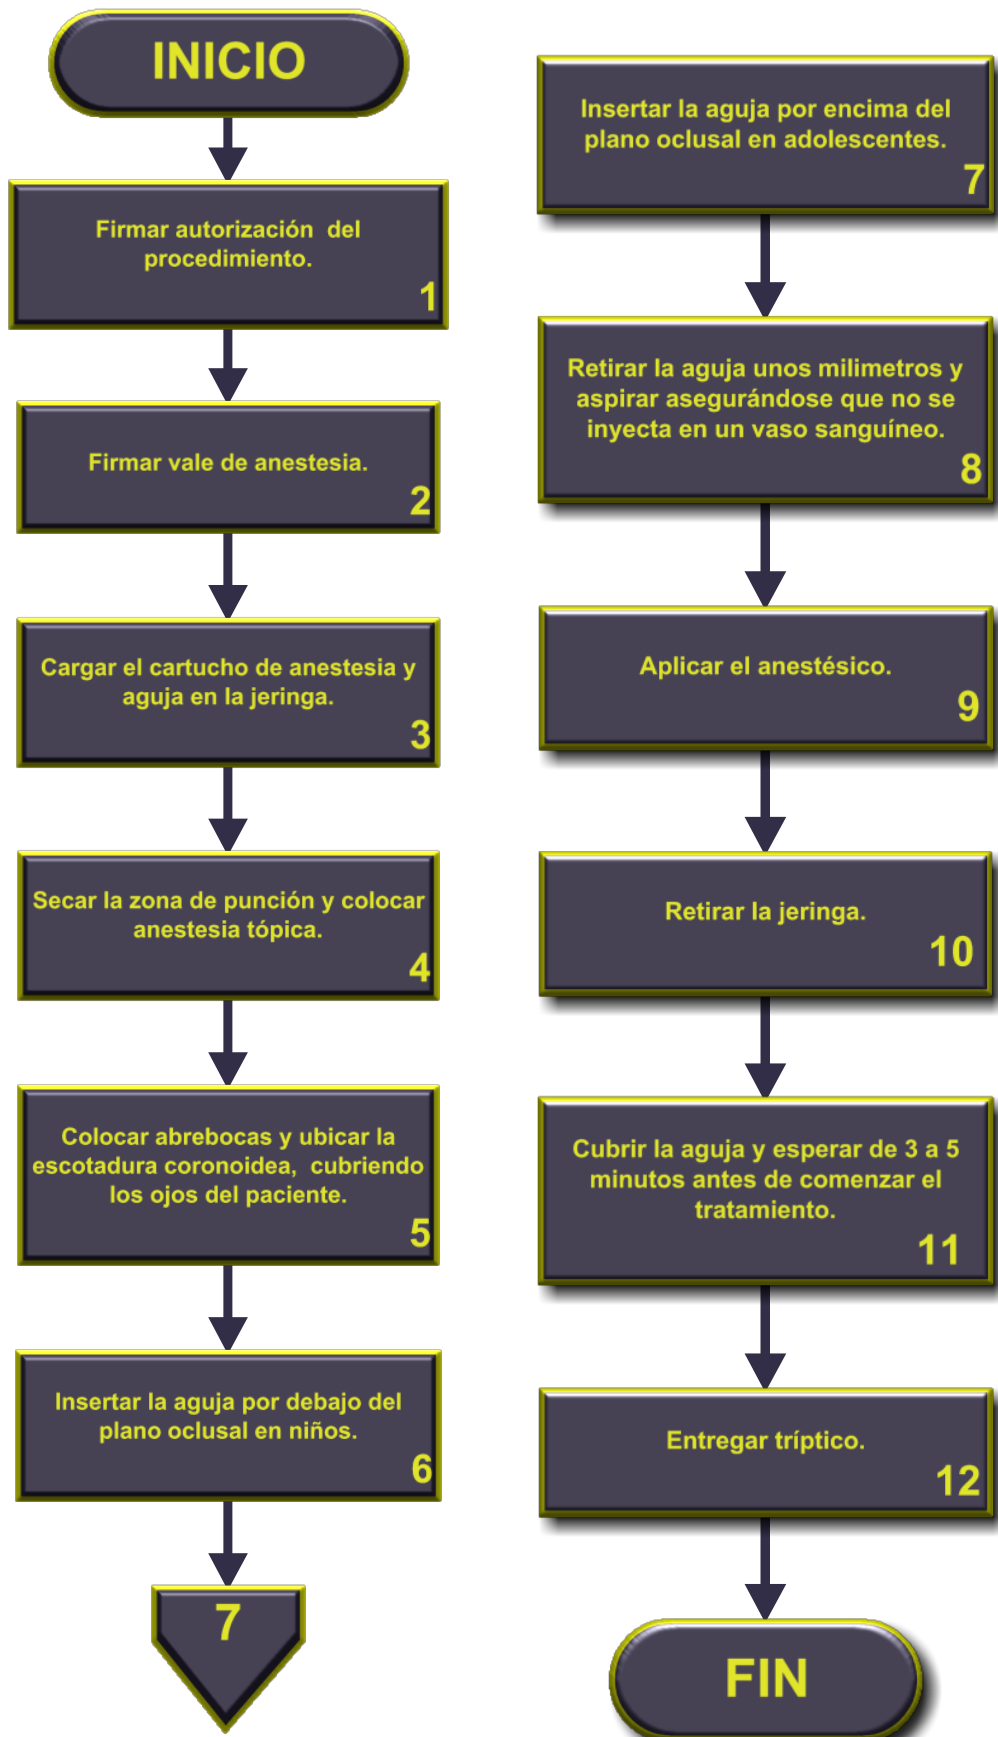 INICIO
Firmar autorización del
procedimiento.
1
Firmar vale de anestesia.
2
Cargar el cartucho de anestesia y
aguja en la jeringa.
3
Secar la zona de punción y colocar
anestesia tópica.
4
Colocar abrebocas y ubicar la
escotadura coronoidea, cubriendo
los ojos del paciente.
5
Insertar la aguja por debajo del
plano oclusal en niños.
6
7
Insertar la aguja por encima del
plano oclusal en adolescentes.
7
Retirar la aguja unos milimetros y
aspirar asegurándose que no se
inyecta en un vaso sanguíneo.
8
Aplicar el anestésico.
9
Retirar la jeringa.
10
Cubrir la aguja y esperar de 3 a 5
minutos antes de comenzar el
tratamiento.
11
Entregar tríptico.
12
FIN